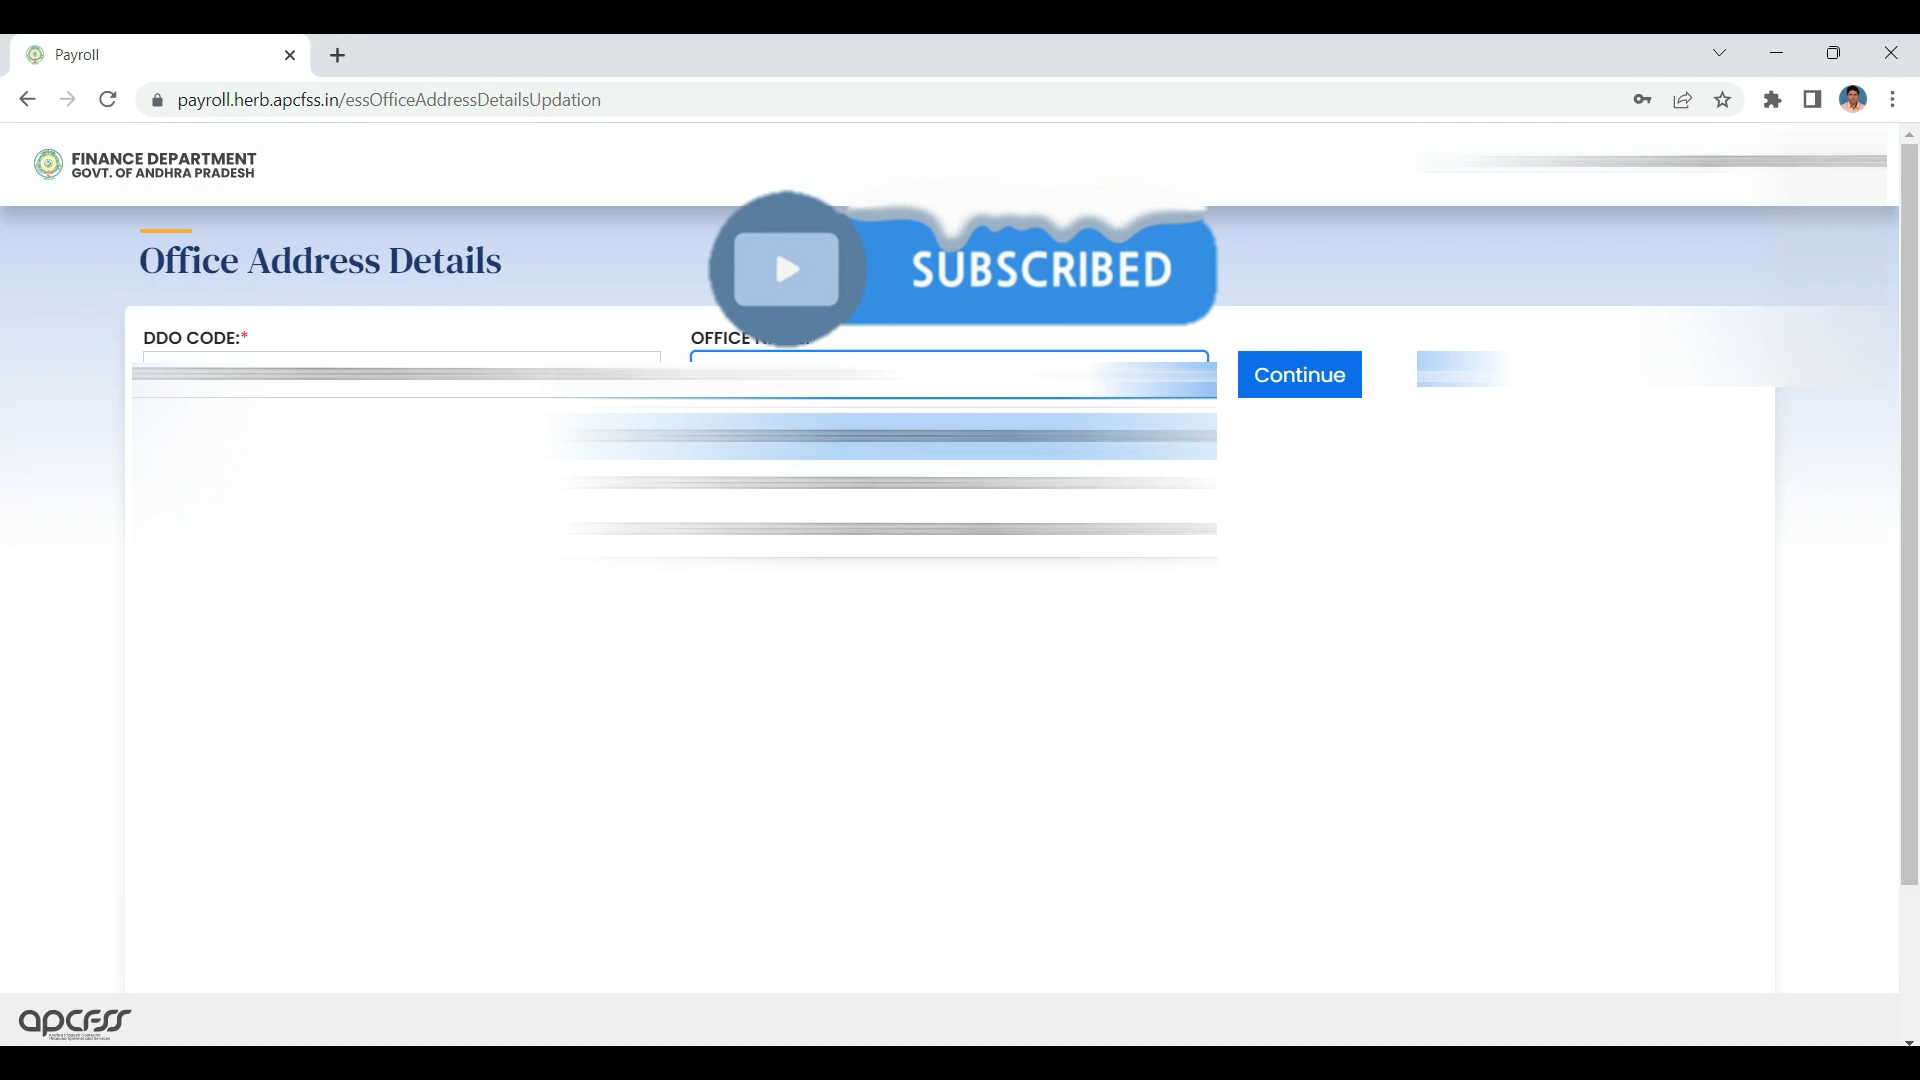 Payroll
payroll.herb.apcfss.in/essOfficeAddressDetailsUpdation
FINANCE DEPARTMENT
GOVT. OF ANDHRA PRADESH
Office Address Details
SUBSCRIBED
DDO CODE:*
OFFICE
Continue
apcfss